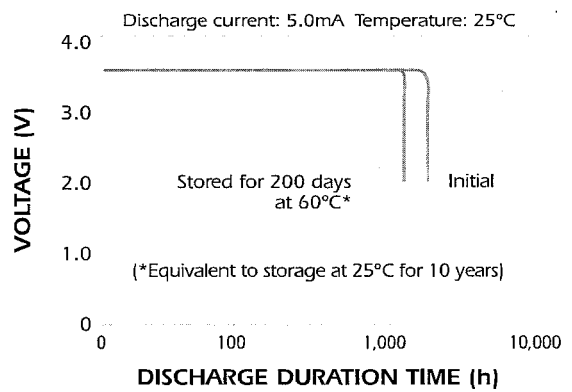 Discharge current: 5.0mA Temperature: 25°C
4.0
3.0
2.0
1.0
0
VOLTAGE (V)
Stored for 200 days
at 60°C*
Initial
(*Equivalent to storage at 25°C for 10 years)
0 100 1,000 10,000
DISCHARGE DURATION TIME (h)